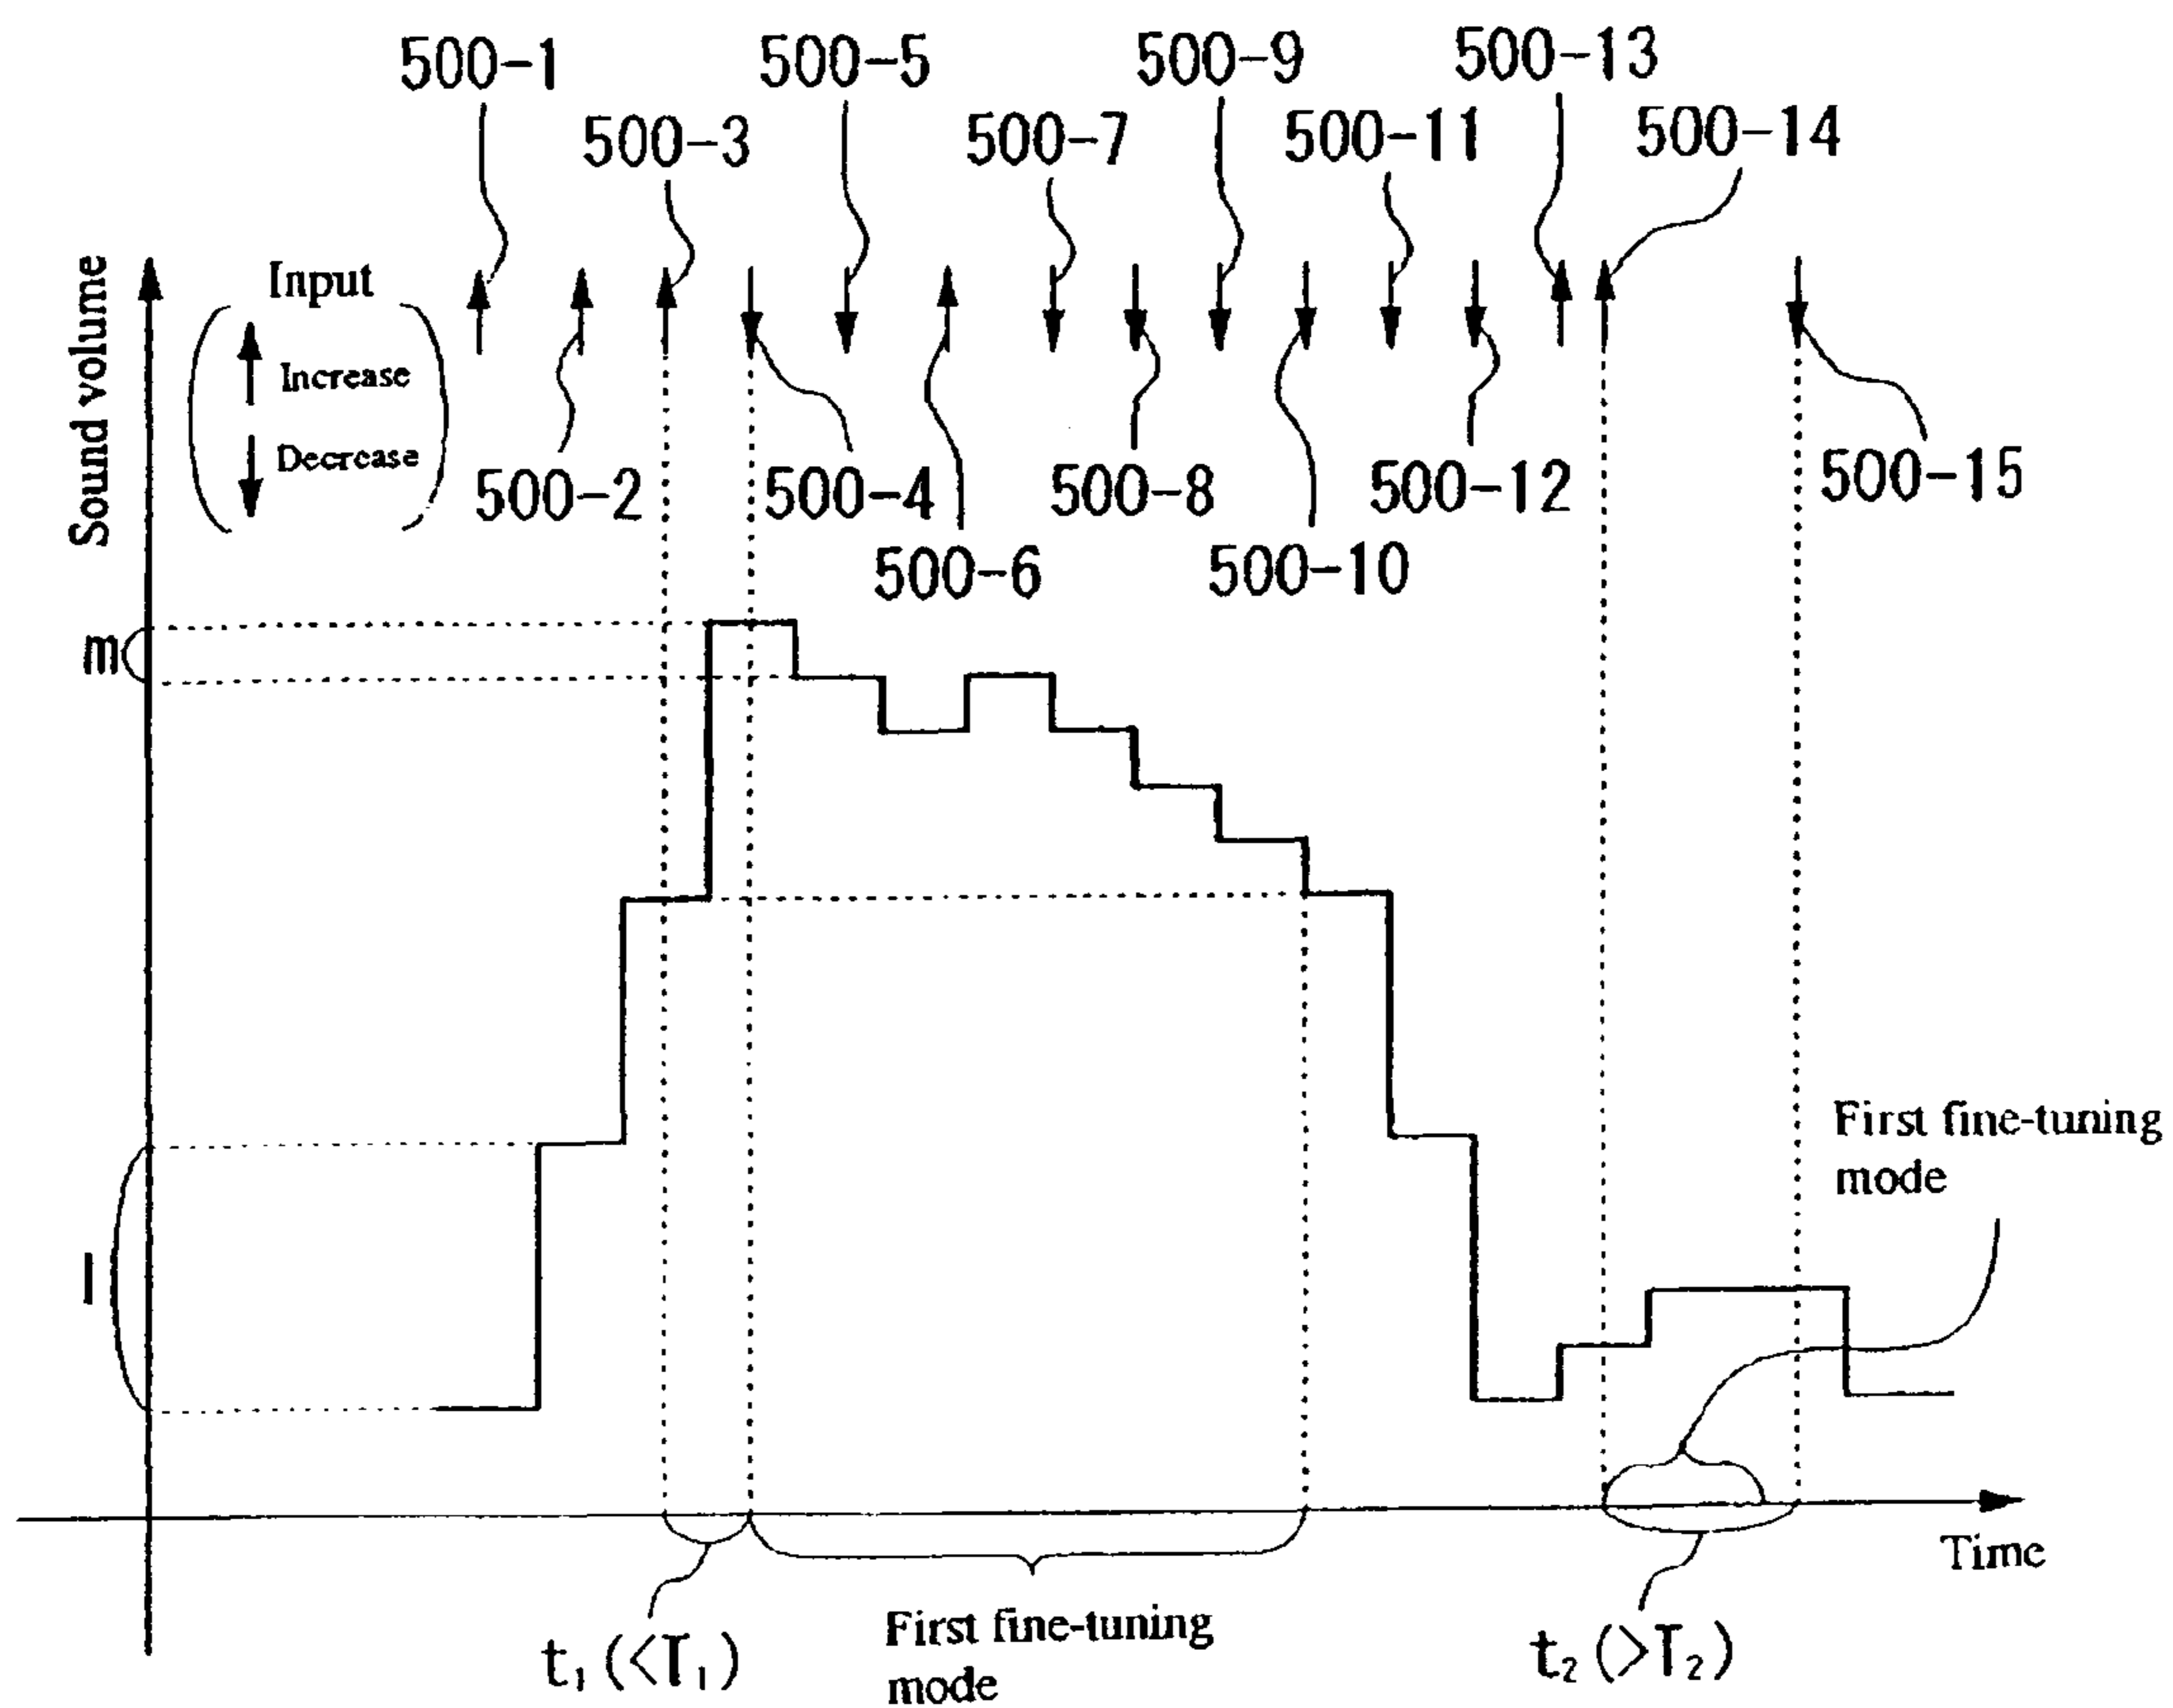 500-1
500-5
500-9
500-13
500-3
500-7
500-11
500-14
Sound volume
Input
Increase
Decrease
500-2
500-4
500-8
500-12
500-15
500-6
500-10
m
l
First fine-tuning
mode
Time
t₁(<T₁)
First fine-tuning
mode
t₂(>T₂)